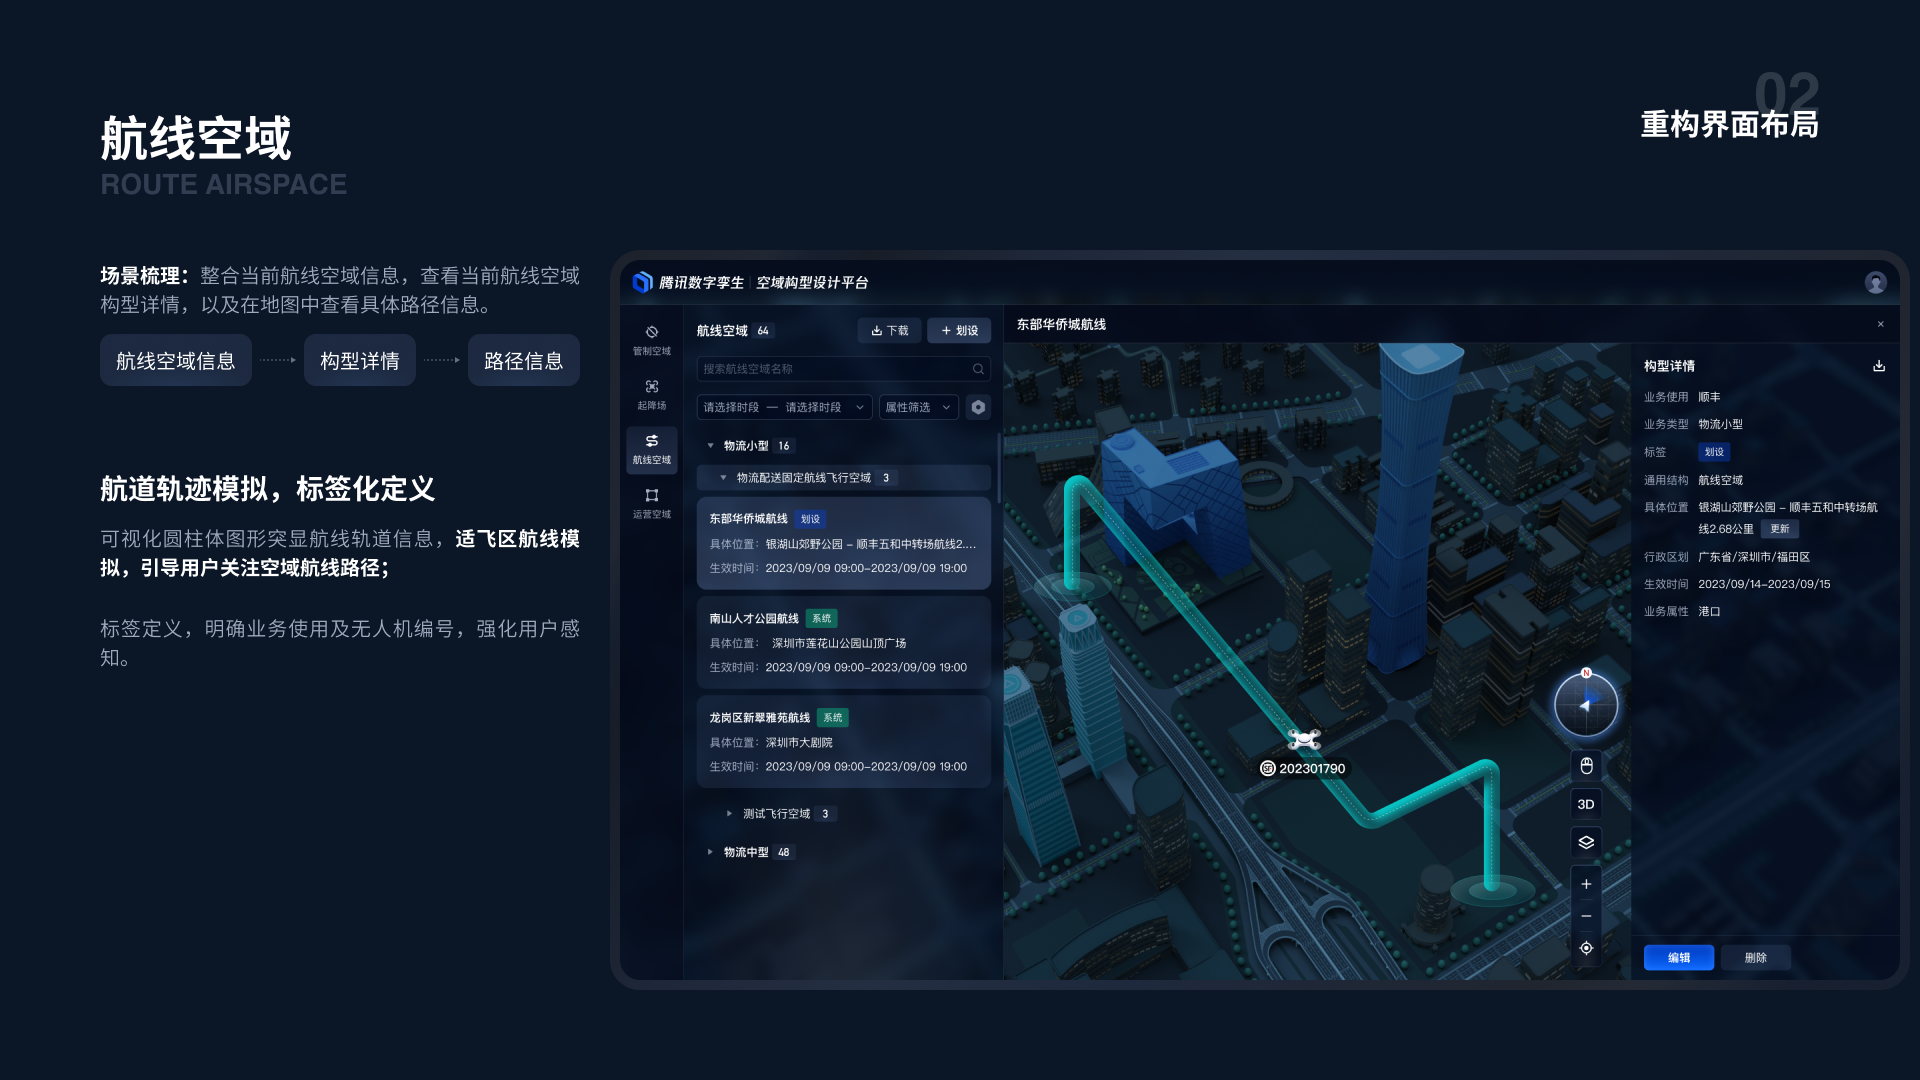 航线空域
ROUTE AIRSPACE
02
重构界面布局
场景梳理：整合当前航线空域信息，查看当前航线空域
构型详情，以及在地图中查看具体路径信息。
航线空域信息
构型详情
路径信息
航道轨迹模拟，标签化定义
可视化圆柱体图形突显航线轨道信息，适飞区航线模
拟，引导用户关注空域航线路径；
标签定义，明确业务使用及无人机编号，强化用户感
知。
腾讯数字孪生 | 空域构型设计平台
管制空域
起降场
航线空域
运营空域
航线空域 64
下载
+ 划设
搜索航线空域名称
请选择时段 — 请选择时段
属性筛选
物流小型 16
物流配送固定航线飞行空域 3
东部华侨城航线 划设
具体位置：银湖山郊野公园 – 顺丰五和中转场航线2....
生效时间：2023/09/09 09:00–2023/09/09 19:00
南山人才公园航线 系统
具体位置： 深圳市莲花山公园山顶广场
生效时间：2023/09/09 09:00–2023/09/09 19:00
龙岗区新翠雅苑航线 系统
具体位置：深圳市大剧院
生效时间：2023/09/09 09:00–2023/09/09 19:00
测试飞行空域 3
物流中型 48
东部华侨城航线
×
SF 202301790
N
3D
+
−
构型详情
业务使用 顺丰
业务类型 物流小型
标签 划设
通用结构 航线空域
具体位置 银湖山郊野公园 – 顺丰五和中转场航
线2.68公里 更新
行政区划 广东省/深圳市/福田区
生效时间 2023/09/14–2023/09/15
业务属性 港口
编辑
删除